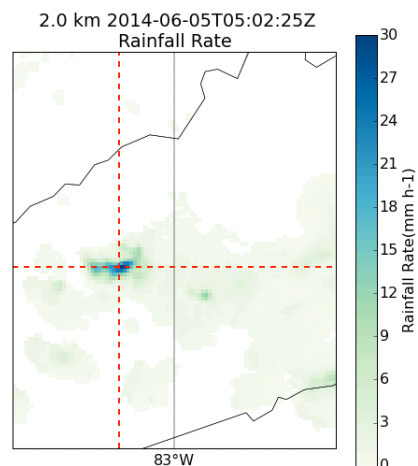 2.0 km 2014-06-05T05:02:25Z
Rainfall Rate
30
27
24
21
18
15
12
9
6
3
0
Rainfall Rate(mm h-1)
83°W